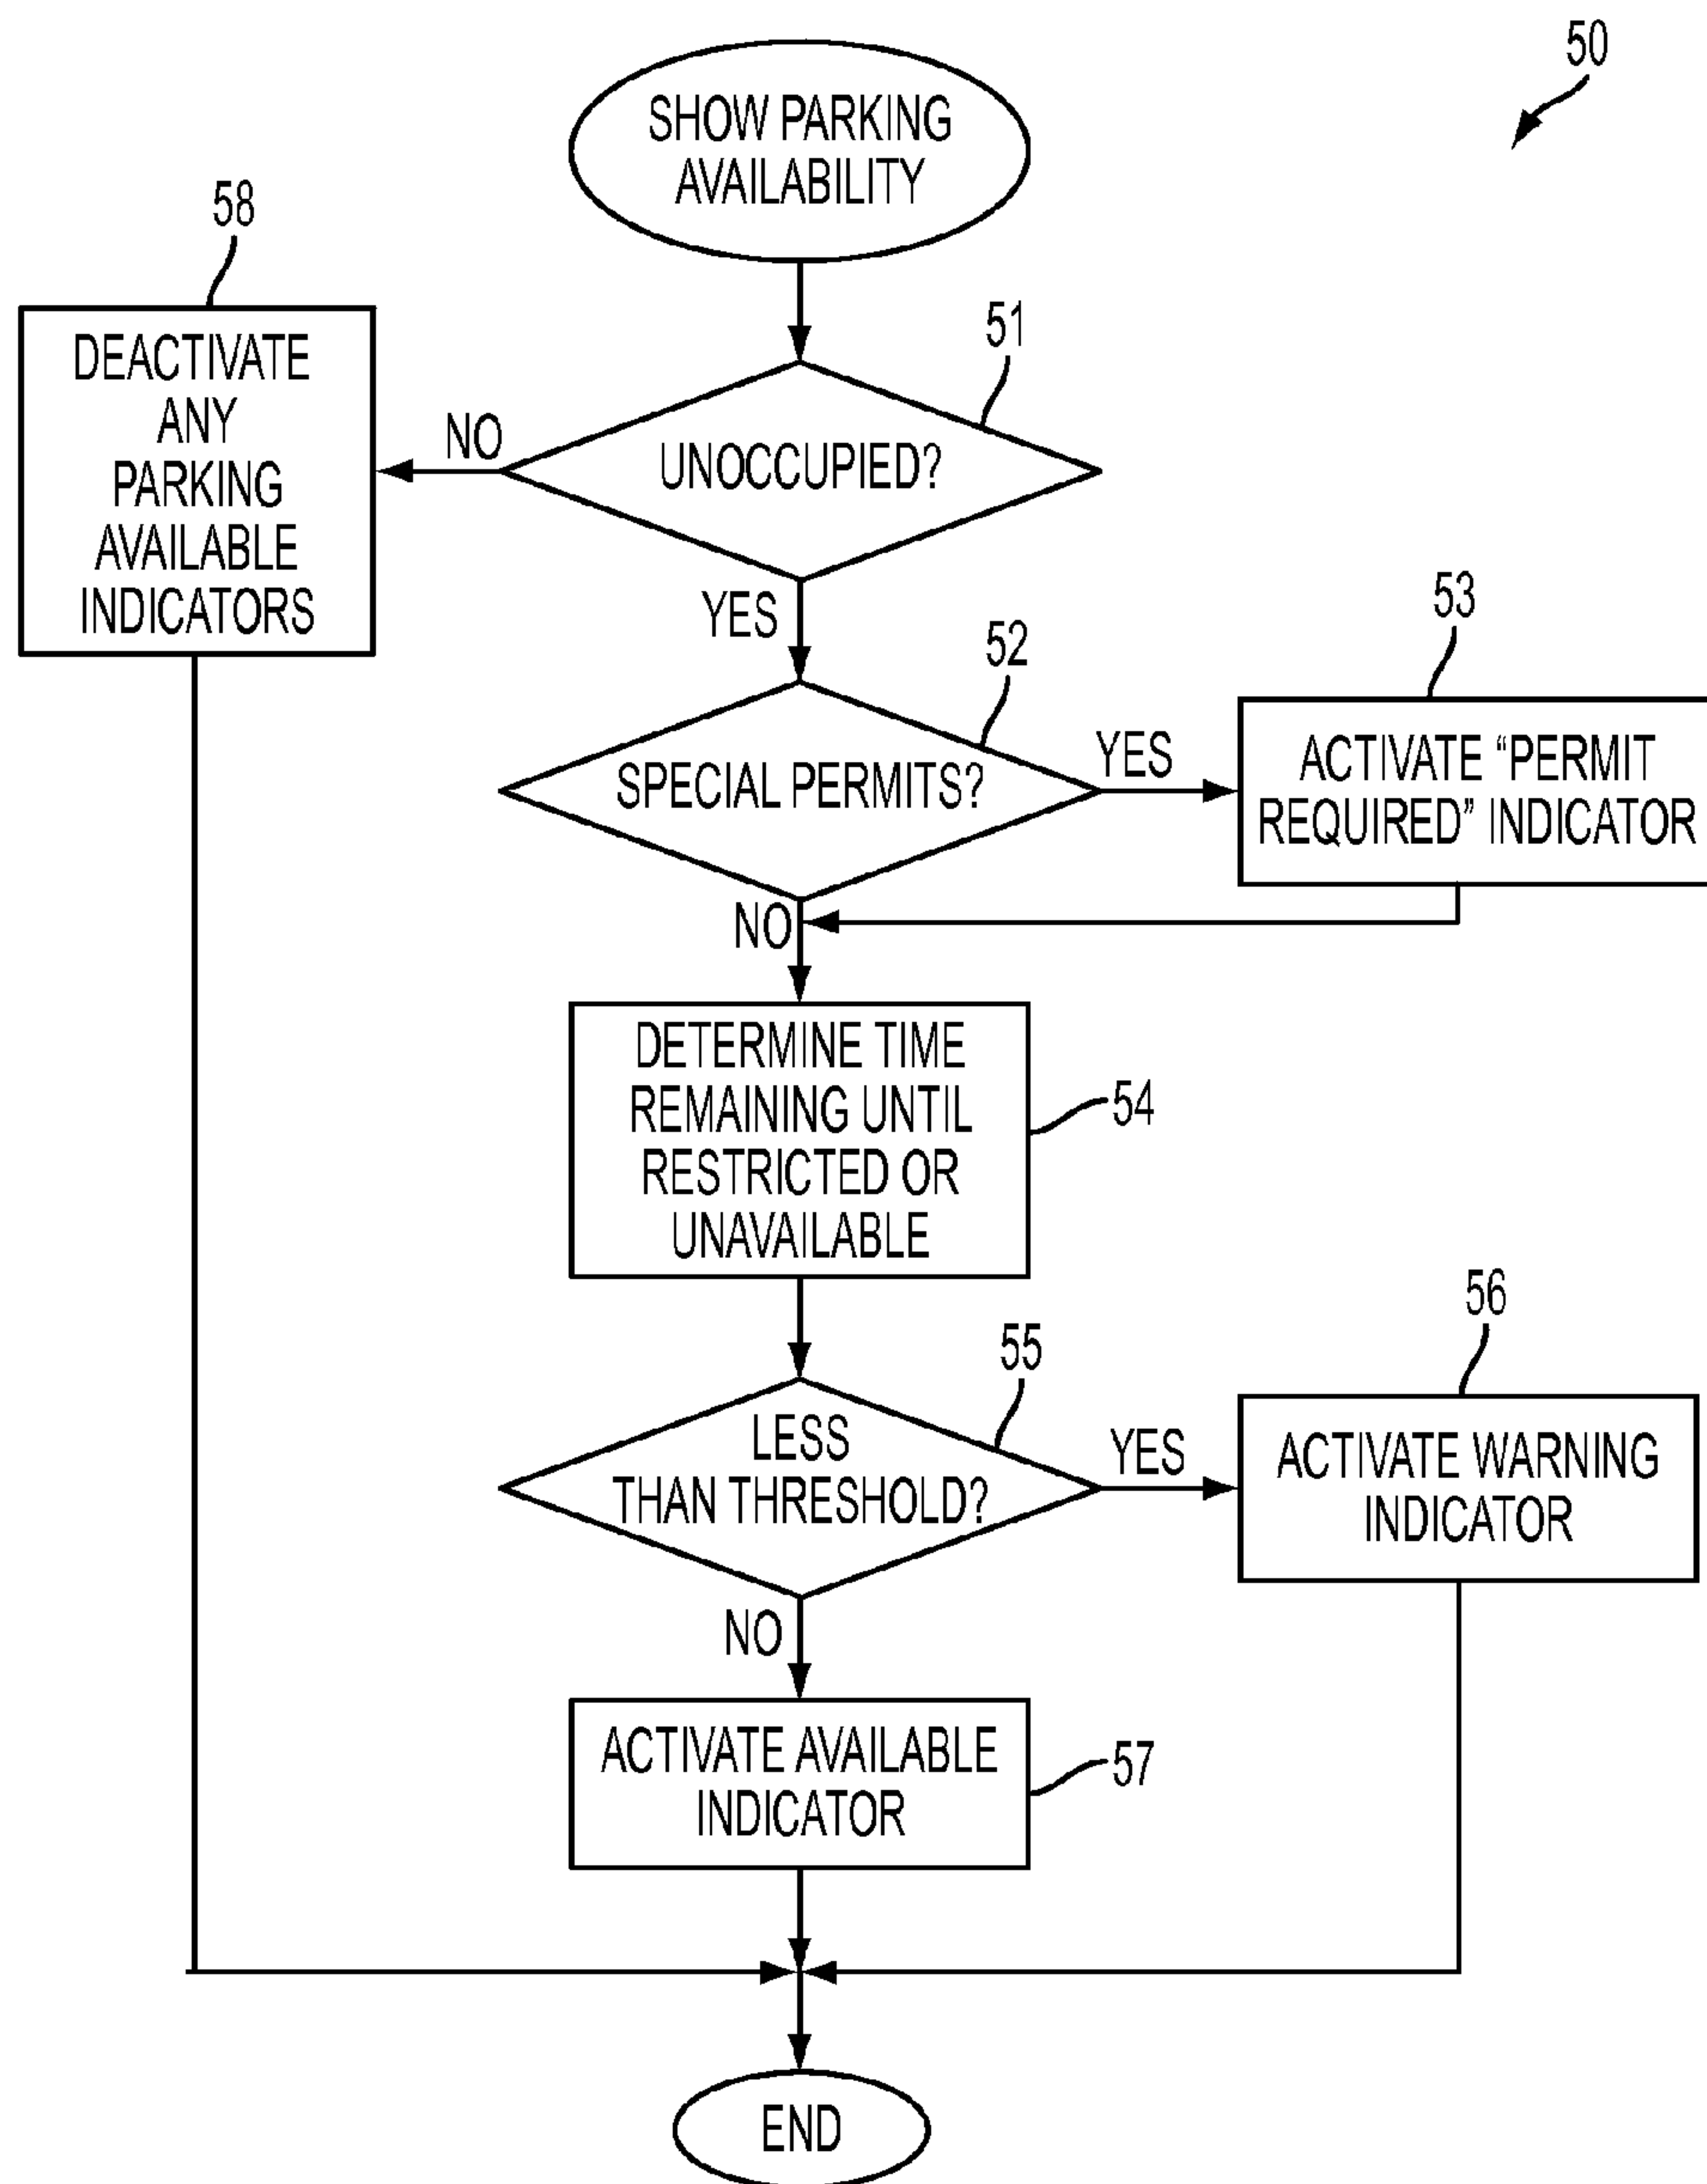 50
SHOW PARKING
AVAILABILITY
58
DEACTIVATE
ANY
PARKING
AVAILABLE
INDICATORS
NO
51
UNOCCUPIED?
YES
52
SPECIAL PERMITS?
YES
53
ACTIVATE “PERMIT
REQUIRED” INDICATOR
NO
DETERMINE TIME
REMAINING UNTIL
RESTRICTED OR
UNAVAILABLE
54
55
LESS
THAN THRESHOLD?
YES
56
ACTIVATE WARNING
INDICATOR
NO
ACTIVATE AVAILABLE
INDICATOR
57
END